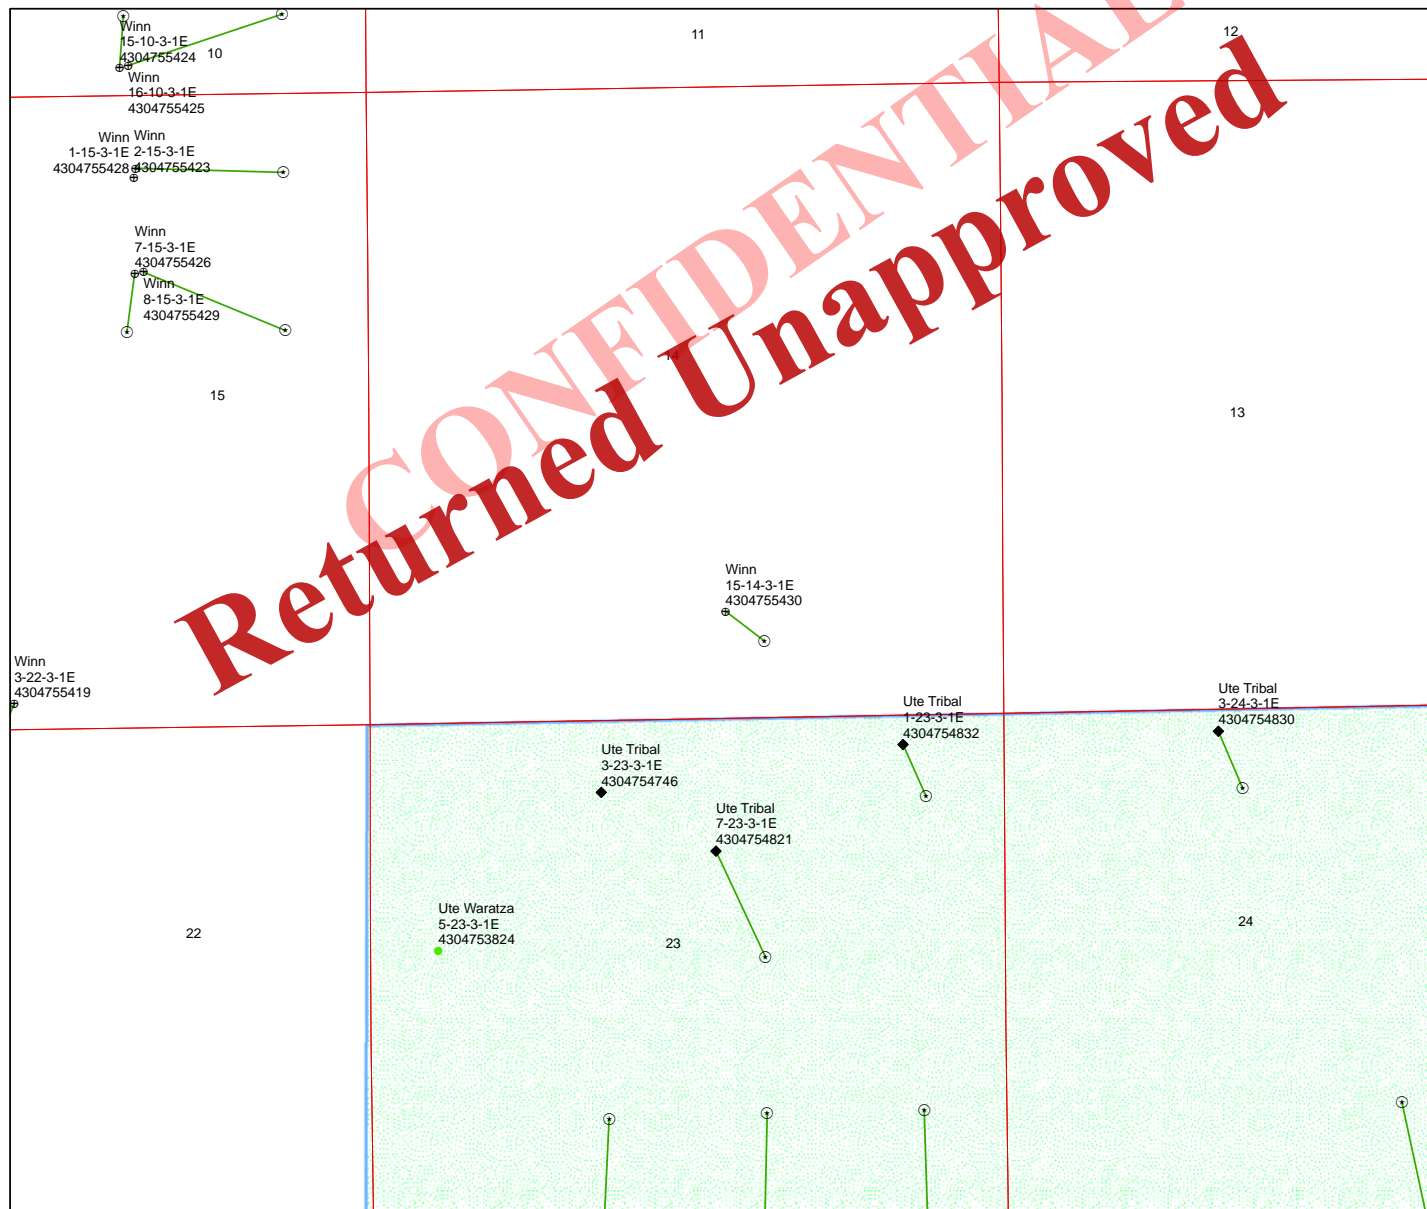 11
12
Winn
15-10-3-1E
4304755424
10
Winn
16-10-3-1E
4304755425
Winn
1-15-3-1E
4304755428
Winn
2-15-3-1E
4304755423
Winn
7-15-3-1E
4304755426
Winn
8-15-3-1E
4304755429
CONFIDENTIAL
Returned Unapproved
14
15
13
Winn
15-14-3-1E
4304755430
Winn
3-22-3-1E
4304755419
Ute Tribal
1-23-3-1E
4304754832
Ute Tribal
3-24-3-1E
4304754830
Ute Tribal
3-23-3-1E
4304754746
Ute Tribal
7-23-3-1E
4304754821
Ute Waratza
5-23-3-1E
4304753824
22
23
24